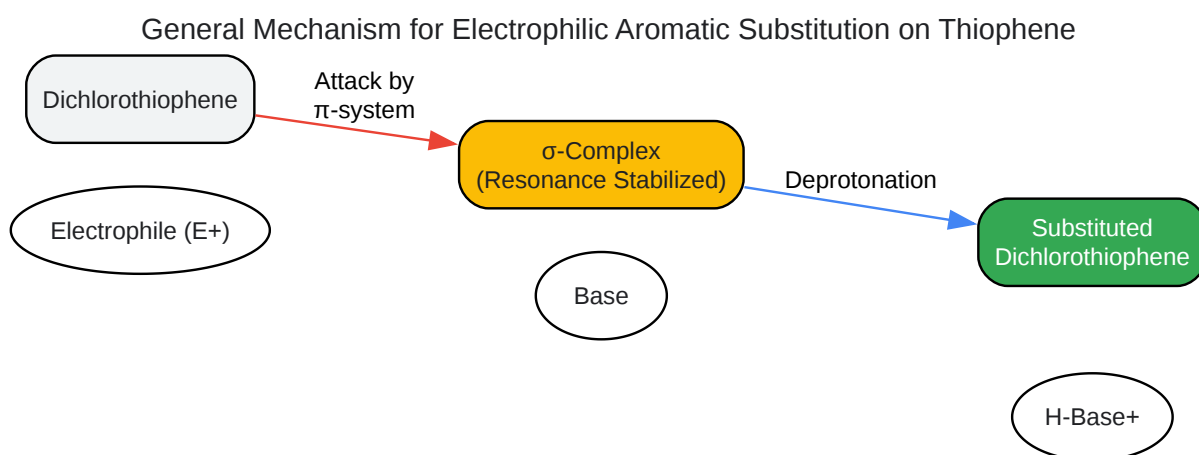 General Mechanism for Electrophilic Aromatic Substitution on Thiophene
Dichlorothiophene
Attack by
π-system
σ-Complex
(Resonance Stabilized)
Deprotonation
Substituted
Dichlorothiophene
Electrophile (E+)
Base
H-Base+